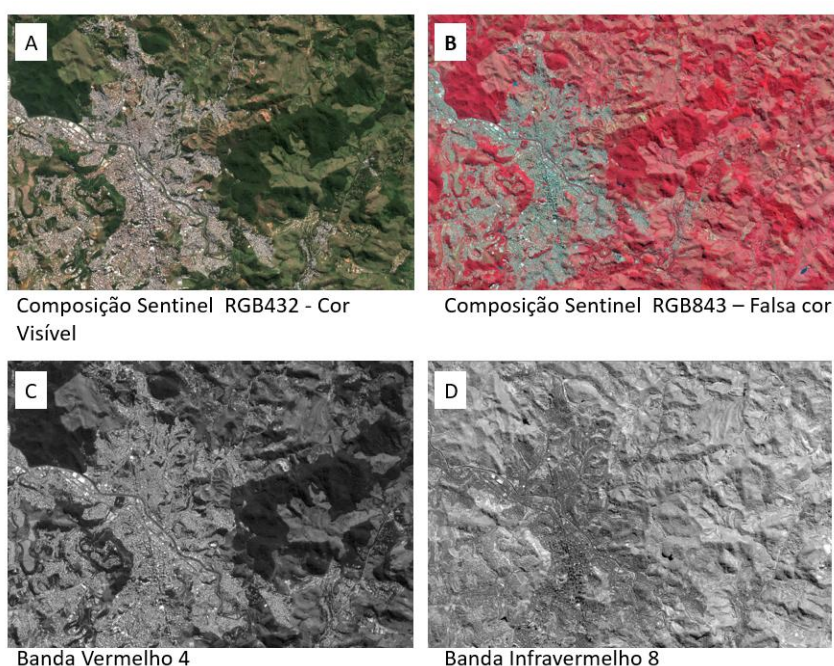 A
B
Composição Sentinel RGB432 - Cor
Visível
Composição Sentinel RGB843 – Falsa cor
C
D
Banda Vermelho 4
Banda Infravermelho 8